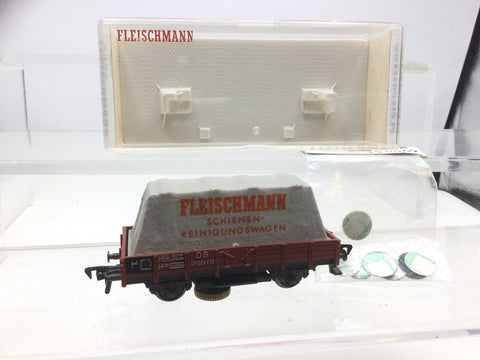 FLEISCHMANN
FLEISCHMANN
SCHIENEN-
REINIGUNGSWAGEN
DB